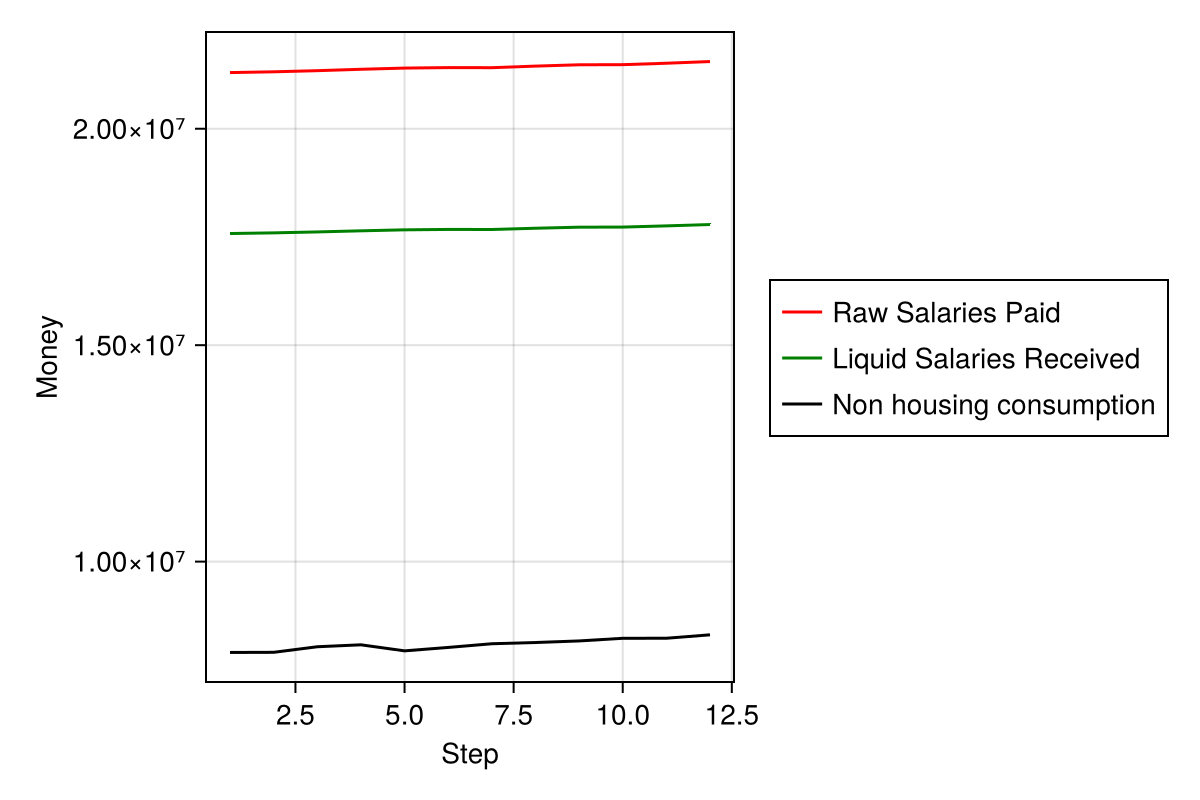 Money
2.00×10⁷
1.50×10⁷
1.00×10⁷
2.5 5.0 7.5 10.0 12.5
Step
Raw Salaries Paid
Liquid Salaries Received
Non housing consumption